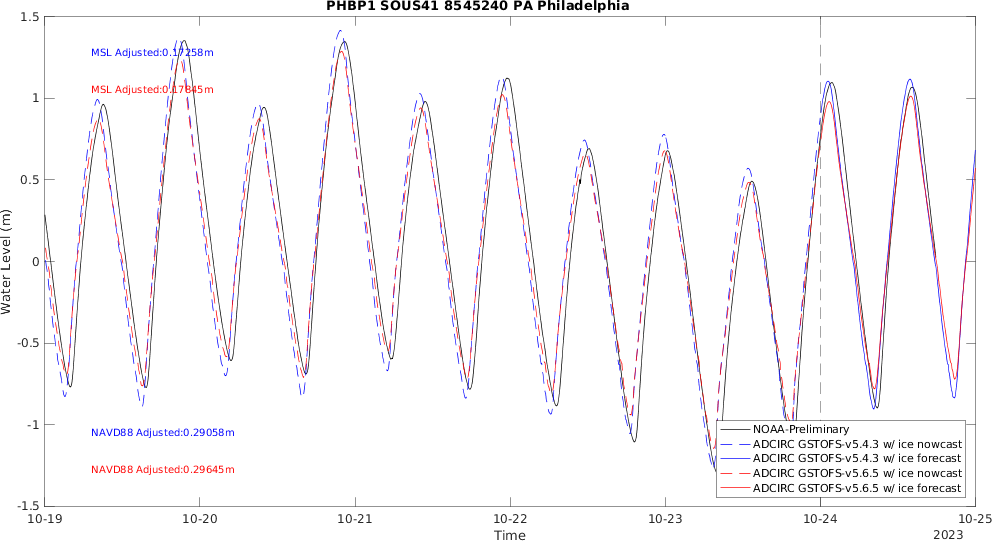 PHBP1 SOUS41 8545240 PA Philadelphia
1.5
1
0.5
0
-0.5
-1
-1.5
Water Level (m)
MSL Adjusted:0.17258m
MSL Adjusted:0.17845m
NAVD88 Adjusted:0.29058m
NAVD88 Adjusted:0.29645m
NOAA-Preliminary
ADCIRC GSTOFS-v5.4.3 w/ ice nowcast
ADCIRC GSTOFS-v5.4.3 w/ ice forecast
ADCIRC GSTOFS-v5.6.5 w/ ice nowcast
ADCIRC GSTOFS-v5.6.5 w/ ice forecast
10-19 10-20 10-21 10-22 10-23 10-24 10-25
Time
2023